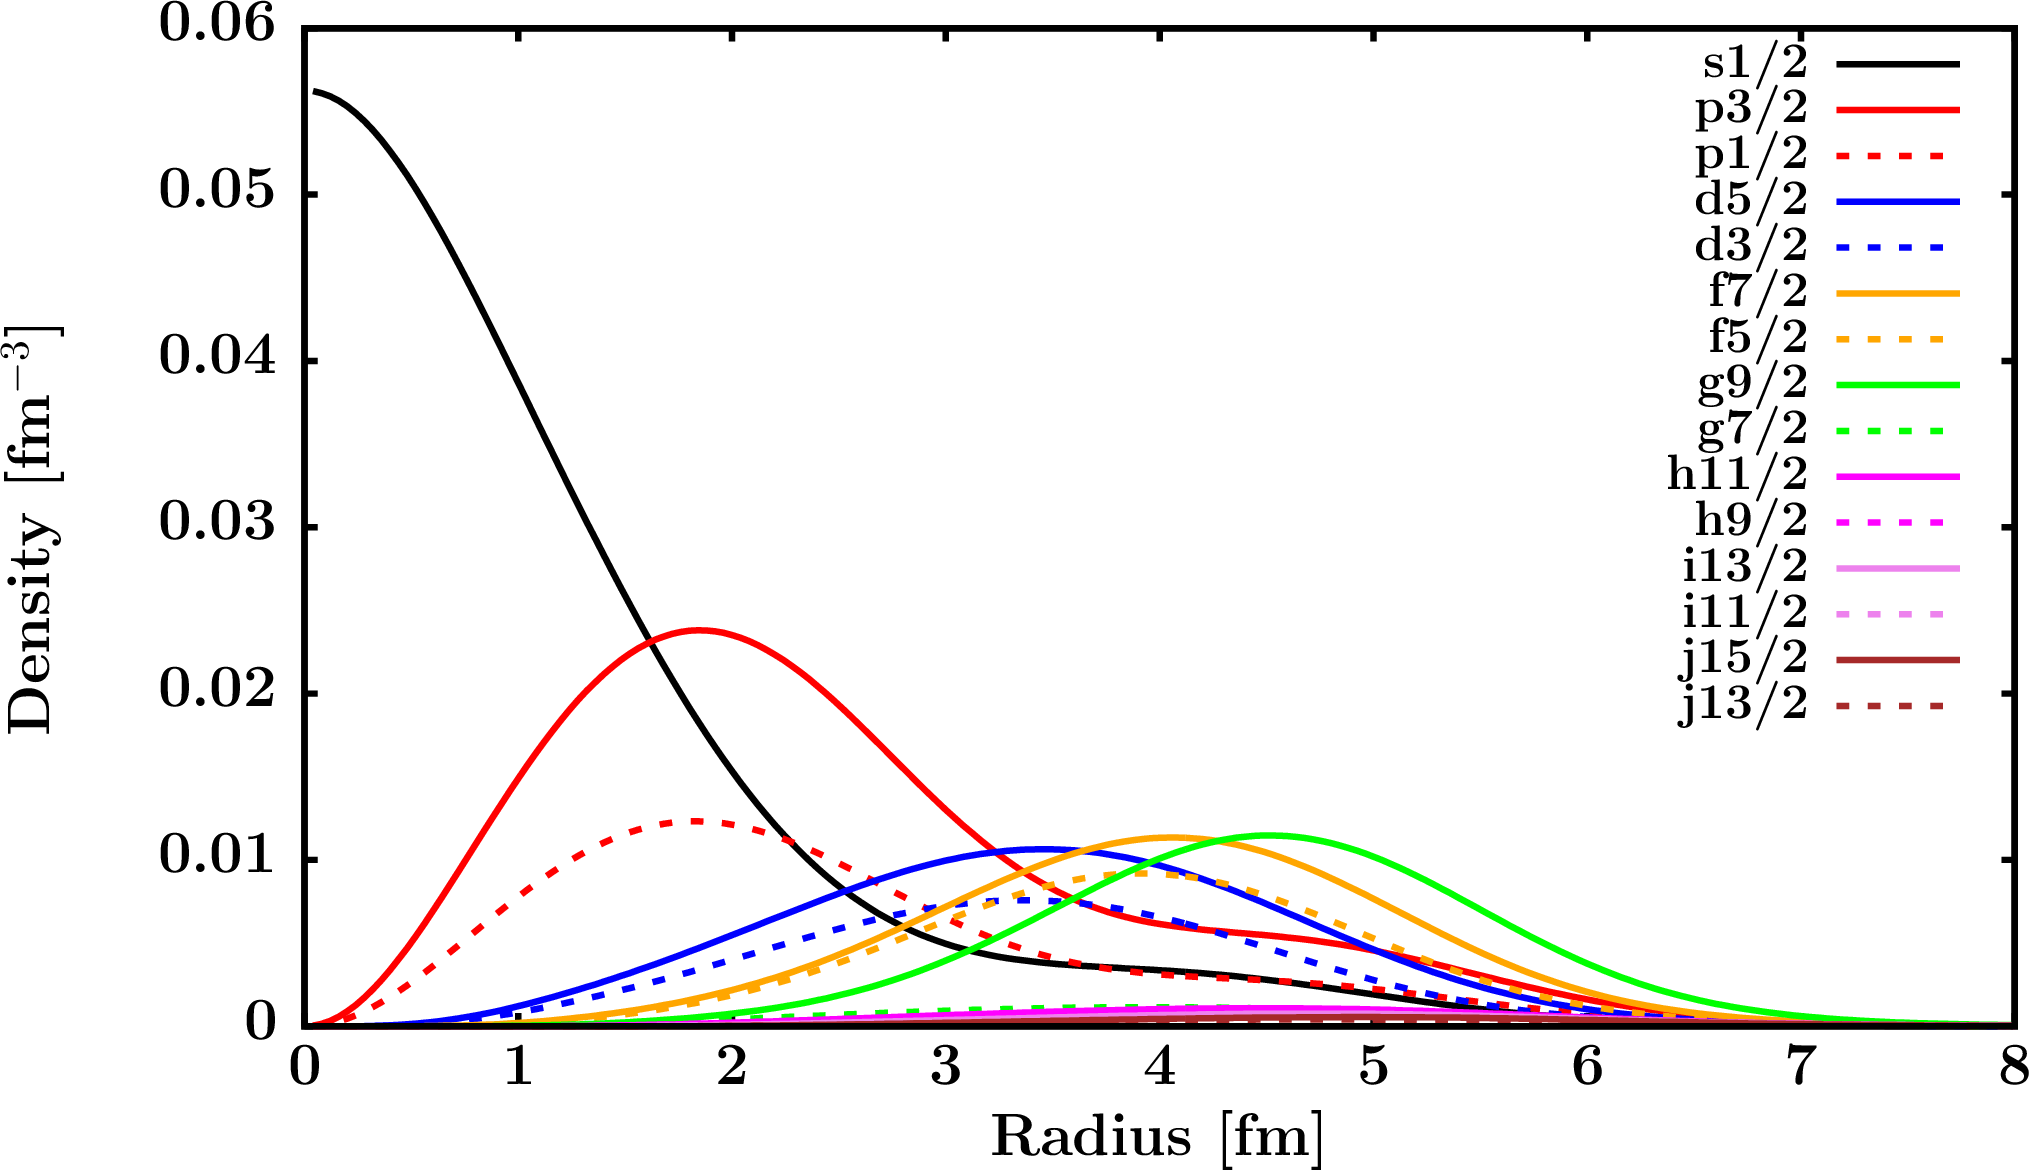 0.06
0.05
0.04
0.03
0.02
0.01
0
Density [fm−3]
s1/2
p3/2
p1/2
d5/2
d3/2
f7/2
f5/2
g9/2
g7/2
h11/2
h9/2
i13/2
i11/2
j15/2
j13/2
0 1 2 3 4 5 6 7 8
Radius [fm]